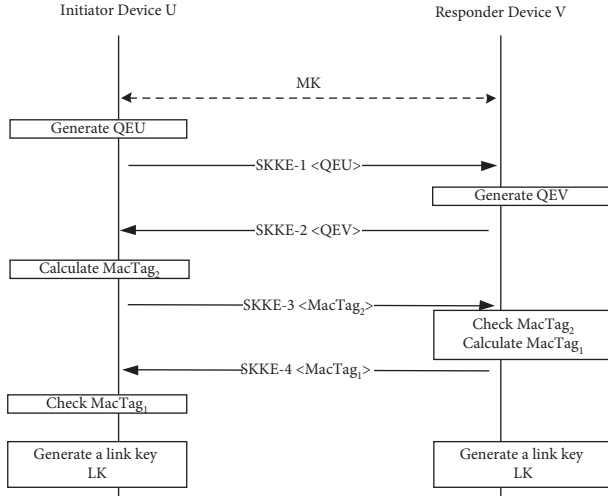 Initiator Device U
Responder Device V
MK
Generate QEU
SKKE-1 <QEU>
Generate QEV
SKKE-2 <QEV>
Calculate MacTag₂
SKKE-3 <MacTag₂>
Check MacTag₂
Calculate MacTag₁
SKKE-4 <MacTag₁>
Check MacTag₁
Generate a link key
LK
Generate a link key
LK